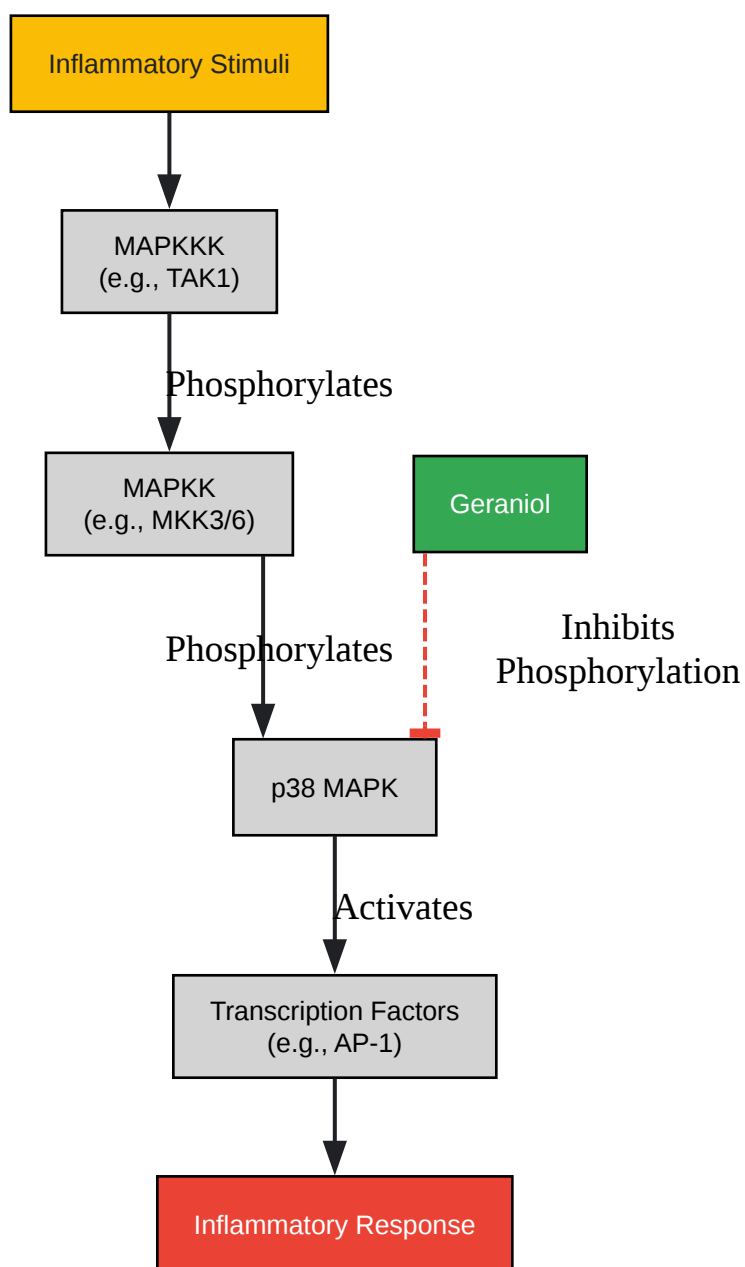 Inflammatory Stimuli
MAPKKK
(e.g., TAK1)
Phosphorylates
MAPKK
(e.g., MKK3/6)
Geraniol
Phosphorylates
Inhibits
Phosphorylation
p38 MAPK
Activates
Transcription Factors
(e.g., AP-1)
Inflammatory Response